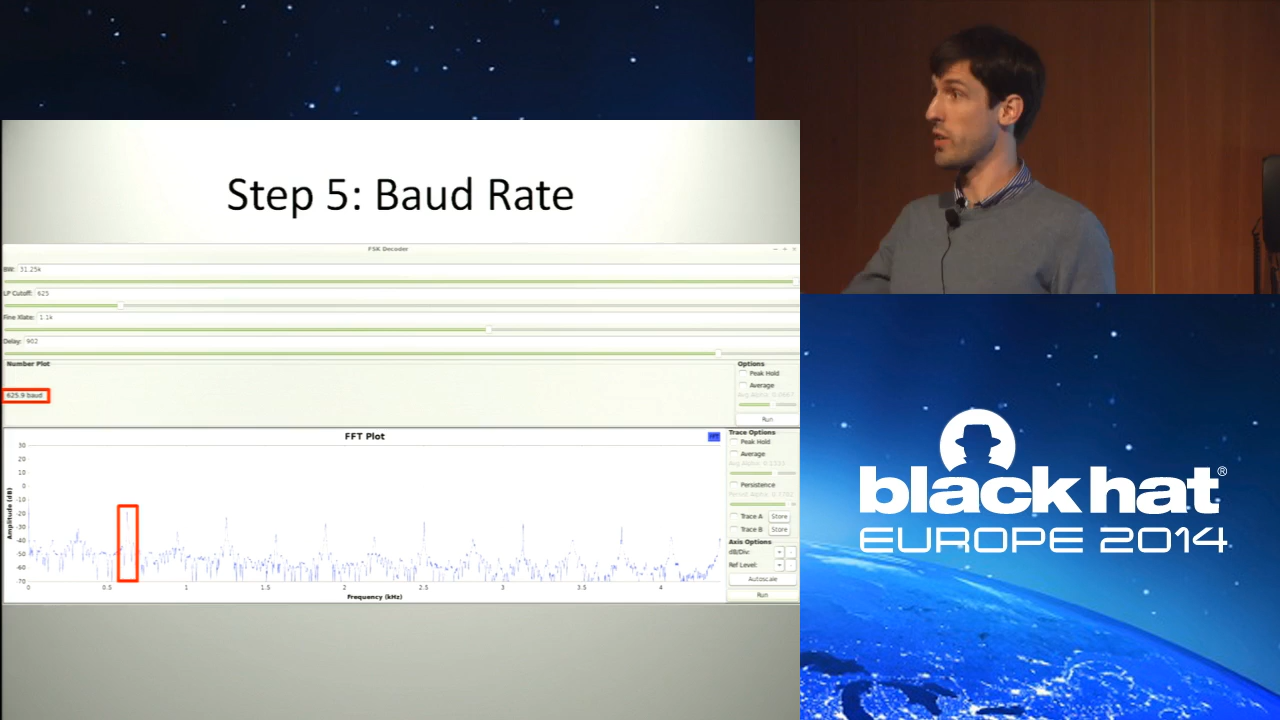 Step 5: Baud Rate
FSK Decoder
BW: 31.25k
LP Cutoff: 625
Fine Xlate: 1.1k
Delay: 902
Number Plot
625.9 baud
Options
Peak Hold
Average
Run
FFT Plot
Trace Options
Peak Hold
Average
Persistence
Trace A Store
Trace B Store
Axis Options
dB/Div:
Ref Level:
Autoscale
Run
Amplitude (dB)
30
20
10
0
-10
-20
-30
-40
-50
-60
-70
0 0.5 1 1.5 2 2.5 3 3.5 4
Frequency (kHz)
black hat®
EUROPE 2014